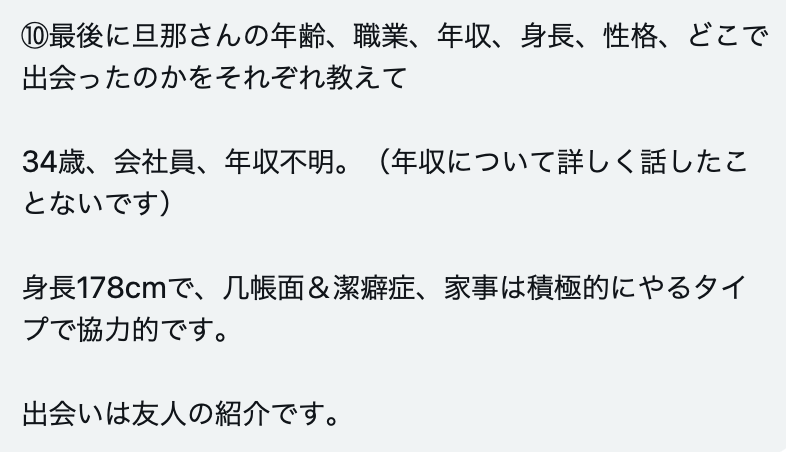 ⑩最後に旦那さんの年齢、職業、年収、身長、性格、どこで
出会ったのかをそれぞれ教えて
34歳、会社員、年収不明。（年収について詳しく話したこ
とないです）
身長178cmで、几帳面＆潔癖症、家事は積極的にやるタイ
プで協力的です。
出会いは友人の紹介です。